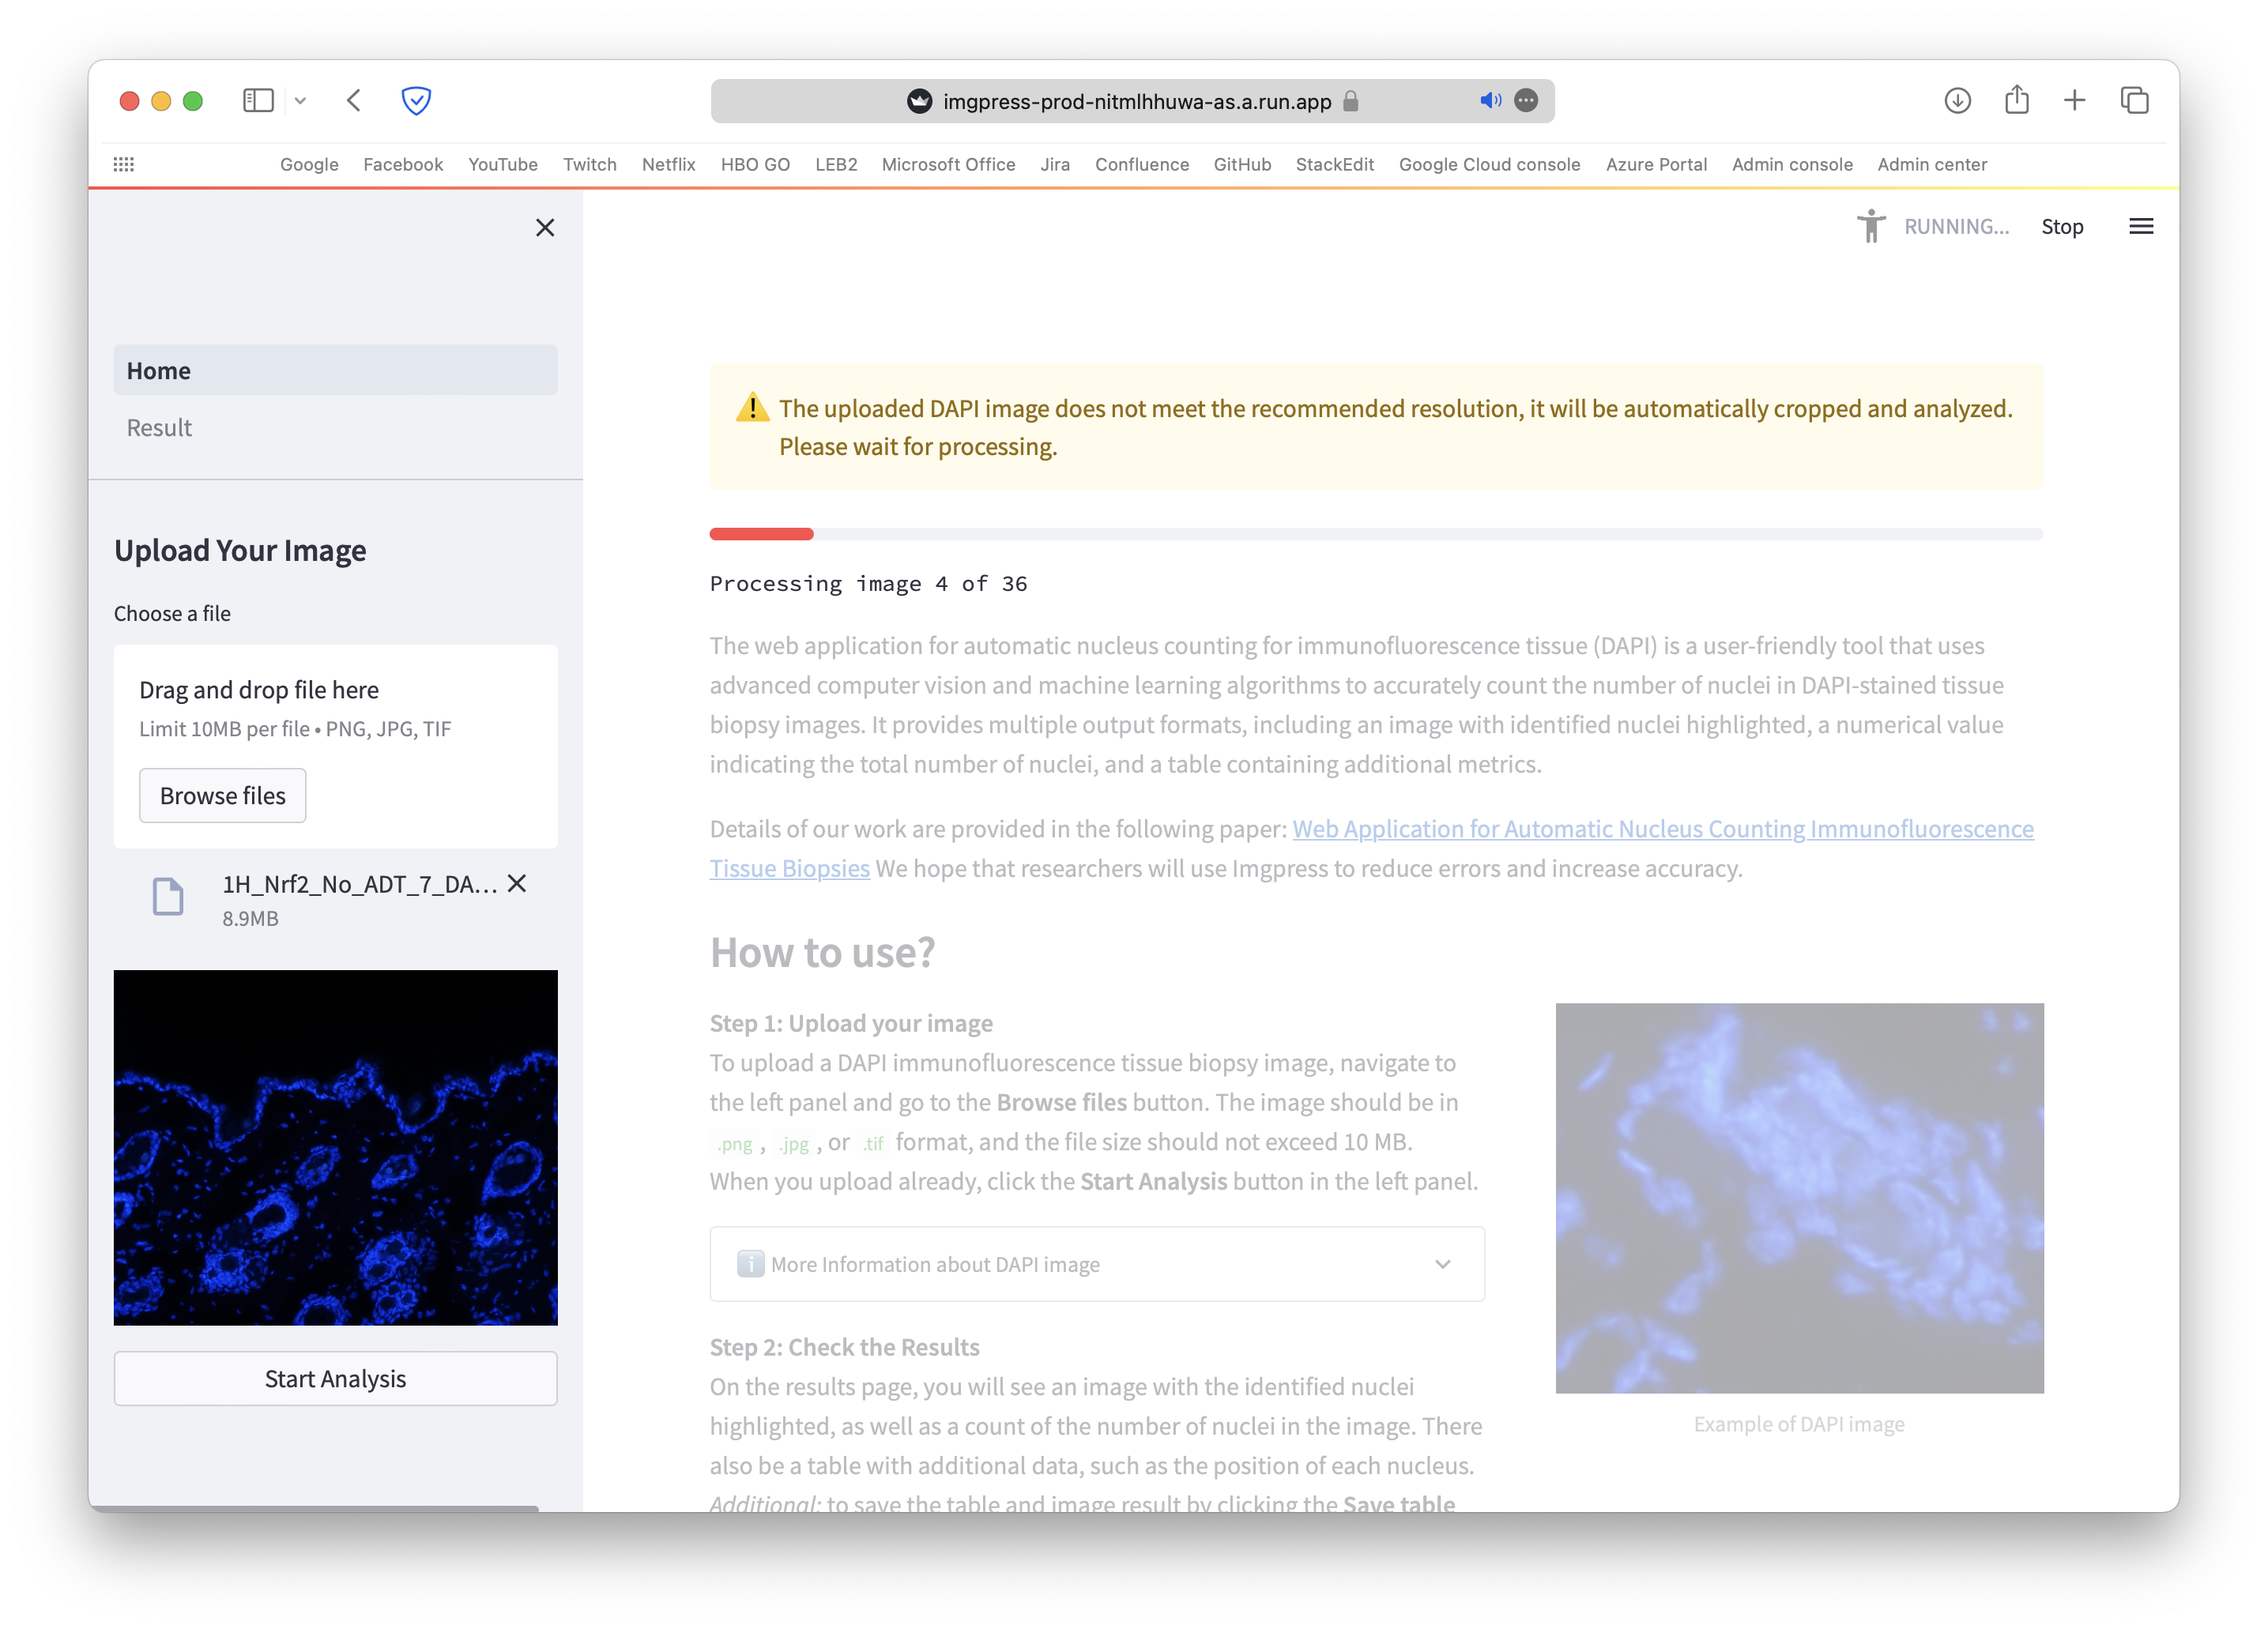 imgpress-prod-nitmlhhuwa-as.a.run.app
Google Facebook YouTube Twitch Netflix HBO GO LEB2 Microsoft Office Jira Confluence GitHub StackEdit Google Cloud console Azure Portal Admin console Admin center
RUNNING... Stop
Home
Result
Upload Your Image
Choose a file
Drag and drop file here
Limit 10MB per file • PNG, JPG, TIF
Browse files
1H_Nrf2_No_ADT_7_DA...
8.9MB
Start Analysis
The uploaded DAPI image does not meet the recommended resolution, it will be automatically cropped and analyzed.
Please wait for processing.
Processing image 4 of 36
The web application for automatic nucleus counting for immunofluorescence tissue (DAPI) is a user-friendly tool that uses
advanced computer vision and machine learning algorithms to accurately count the number of nuclei in DAPI-stained tissue
biopsy images. It provides multiple output formats, including an image with identified nuclei highlighted, a numerical value
indicating the total number of nuclei, and a table containing additional metrics.
Details of our work are provided in the following paper: Web Application for Automatic Nucleus Counting Immunofluorescence
Tissue Biopsies We hope that researchers will use Imgpress to reduce errors and increase accuracy.
How to use?
Step 1: Upload your image
To upload a DAPI immunofluorescence tissue biopsy image, navigate to
the left panel and go to the Browse files button. The image should be in
.png , .jpg , or .tif format, and the file size should not exceed 10 MB.
When you upload already, click the Start Analysis button in the left panel.
More Information about DAPI image
Step 2: Check the Results
On the results page, you will see an image with the identified nuclei
highlighted, as well as a count of the number of nuclei in the image. There
also be a table with additional data, such as the position of each nucleus.
Additional: to save the table and image result by clicking the Save table
Example of DAPI image